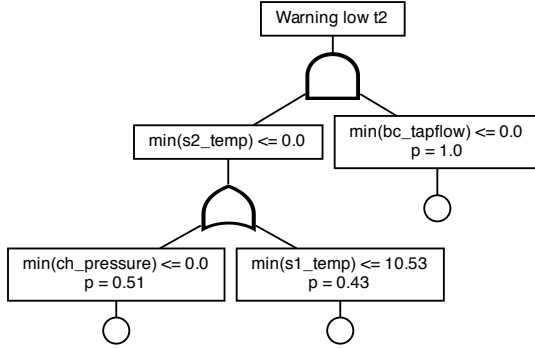 Warning low t2
min(s2_temp) <= 0.0
min(bc_tapflow) <= 0.0
p = 1.0
min(ch_pressure) <= 0.0
p = 0.51
min(s1_temp) <= 10.53
p = 0.43